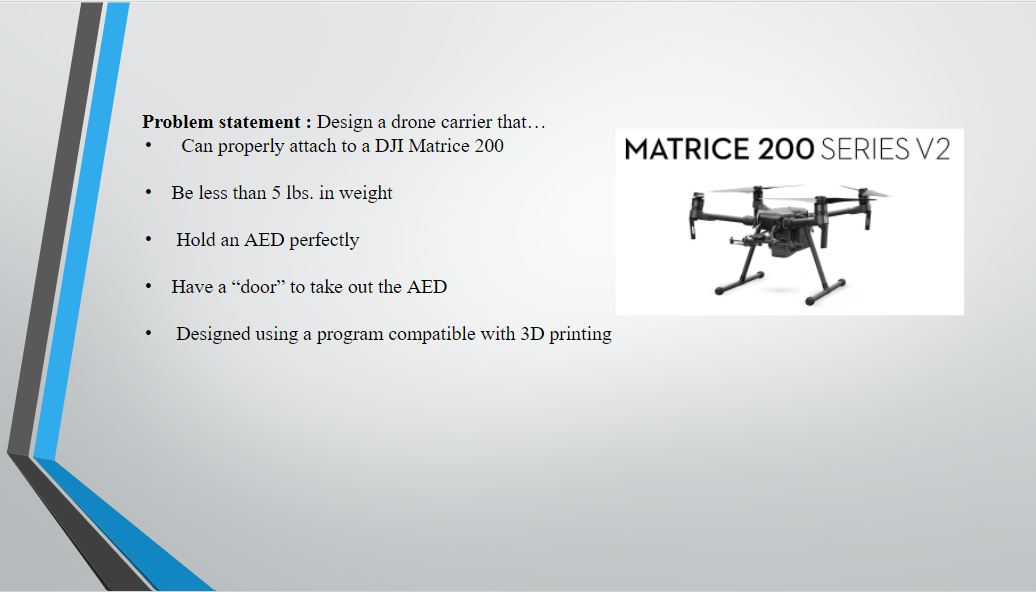 Problem statement : Design a drone carrier that…
• Can properly attach to a DJI Matrice 200
• Be less than 5 lbs. in weight
• Hold an AED perfectly
• Have a “door” to take out the AED
• Designed using a program compatible with 3D printing
MATRICE 200 SERIES V2